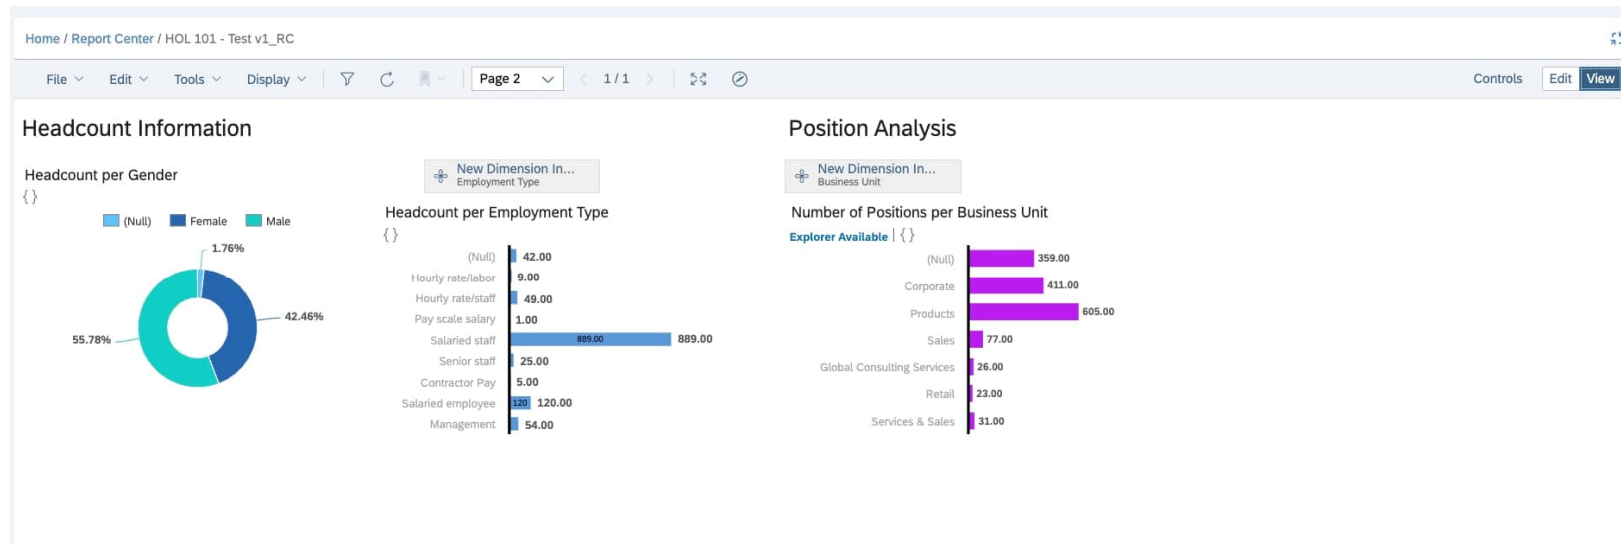 Home / Report Center / HOL 101 - Test v1_RC
File Edit Tools Display Page 2 1 / 1 Controls Edit View
Headcount Information
Headcount per Gender
{ }
(Null) Female Male
1.76%
42.46%
55.78%
New Dimension In...
Employment Type
Headcount per Employment Type
{ }
(Null) 42.00
Hourly rate/labor 9.00
Hourly rate/staff 49.00
Pay scale salary 1.00
Salaried staff 889.00 889.00
Senior staff 25.00
Contractor Pay 5.00
Salaried employee 120 120.00
Management 54.00
Position Analysis
New Dimension In...
Business Unit
Number of Positions per Business Unit
Explorer Available | { }
(Null) 359.00
Corporate 411.00
Products 605.00
Sales 77.00
Global Consulting Services 26.00
Retail 23.00
Services & Sales 31.00